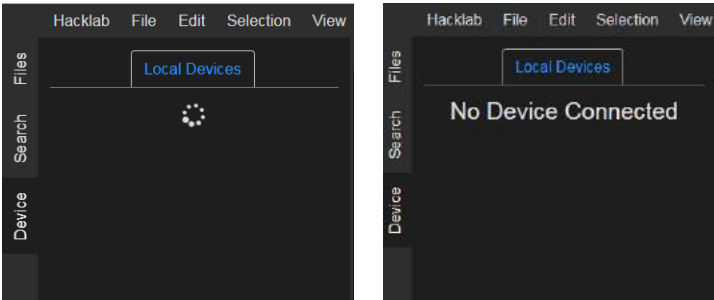 Hacklab File Edit Selection View
Files
Local Devices
Search
Device
Hacklab File Edit Selection View
Files
Local Devices
No Device Connected
Search
Device